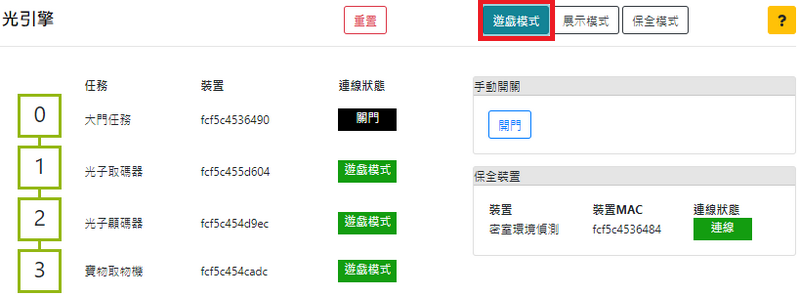 光引擎 重置 遊戲模式 展示模式 保全模式 ?
任務 裝置 連線狀態
0 大門任務 fcf5c4536490 關門
1 光子取碼器 fcf5c455d604 遊戲模式
2 光子顯碼器 fcf5c454d9ec 遊戲模式
3 寶物取物機 fcf5c454cadc 遊戲模式
手動開關
開門
保全裝置
裝置 裝置MAC 連線狀態
密室環境偵測 fcf5c4536484 連線